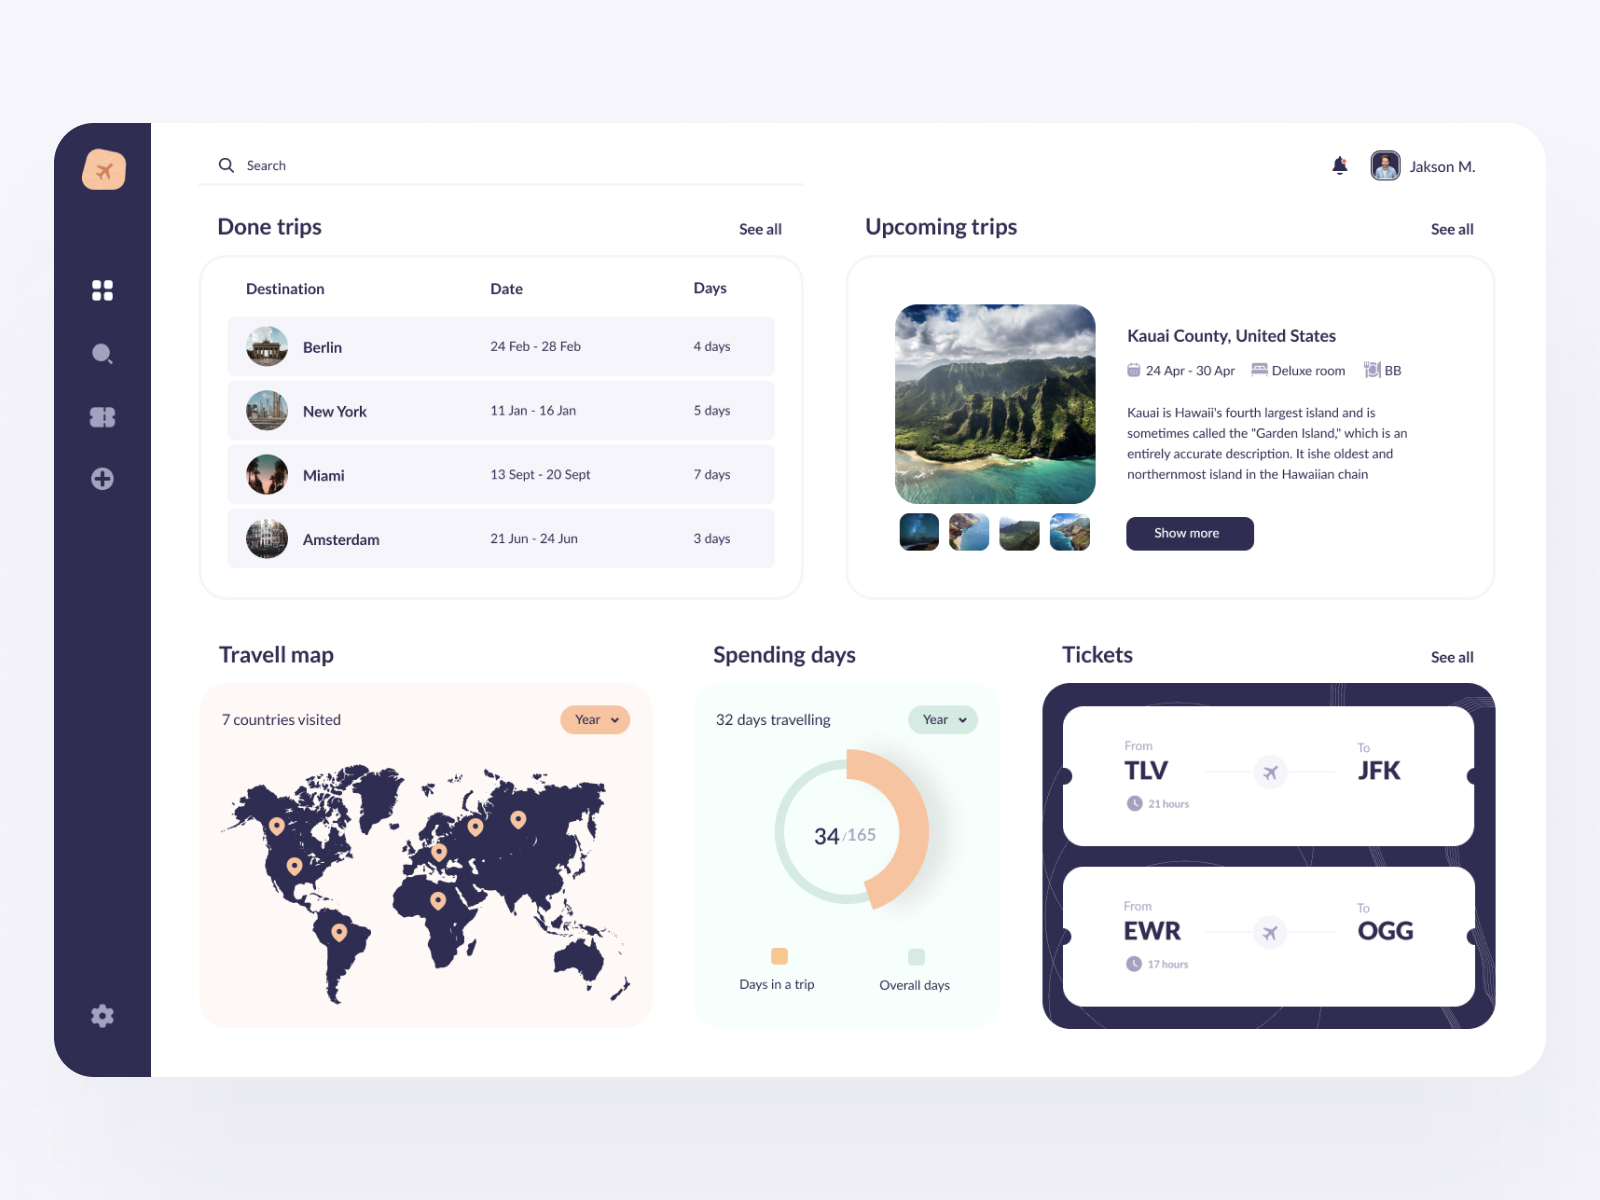 Search
Jakson M.
Done trips
See all
Destination Date Days
Berlin 24 Feb - 28 Feb 4 days
New York 11 Jan - 16 Jan 5 days
Miami 13 Sept - 20 Sept 7 days
Amsterdam 21 Jun - 24 Jun 3 days
Upcoming trips
See all
Kauai County, United States
24 Apr - 30 Apr Deluxe room BB
Kauai is Hawaii's fourth largest island and is
sometimes called the "Garden Island," which is an
entirely accurate description. It ishe oldest and
northernmost island in the Hawaiian chain
Show more
Travell map
7 countries visited
Year
Spending days
32 days travelling
Year
34/165
Days in a trip
Overall days
Tickets
See all
From
TLV
21 hours
To
JFK
From
EWR
17 hours
To
OGG